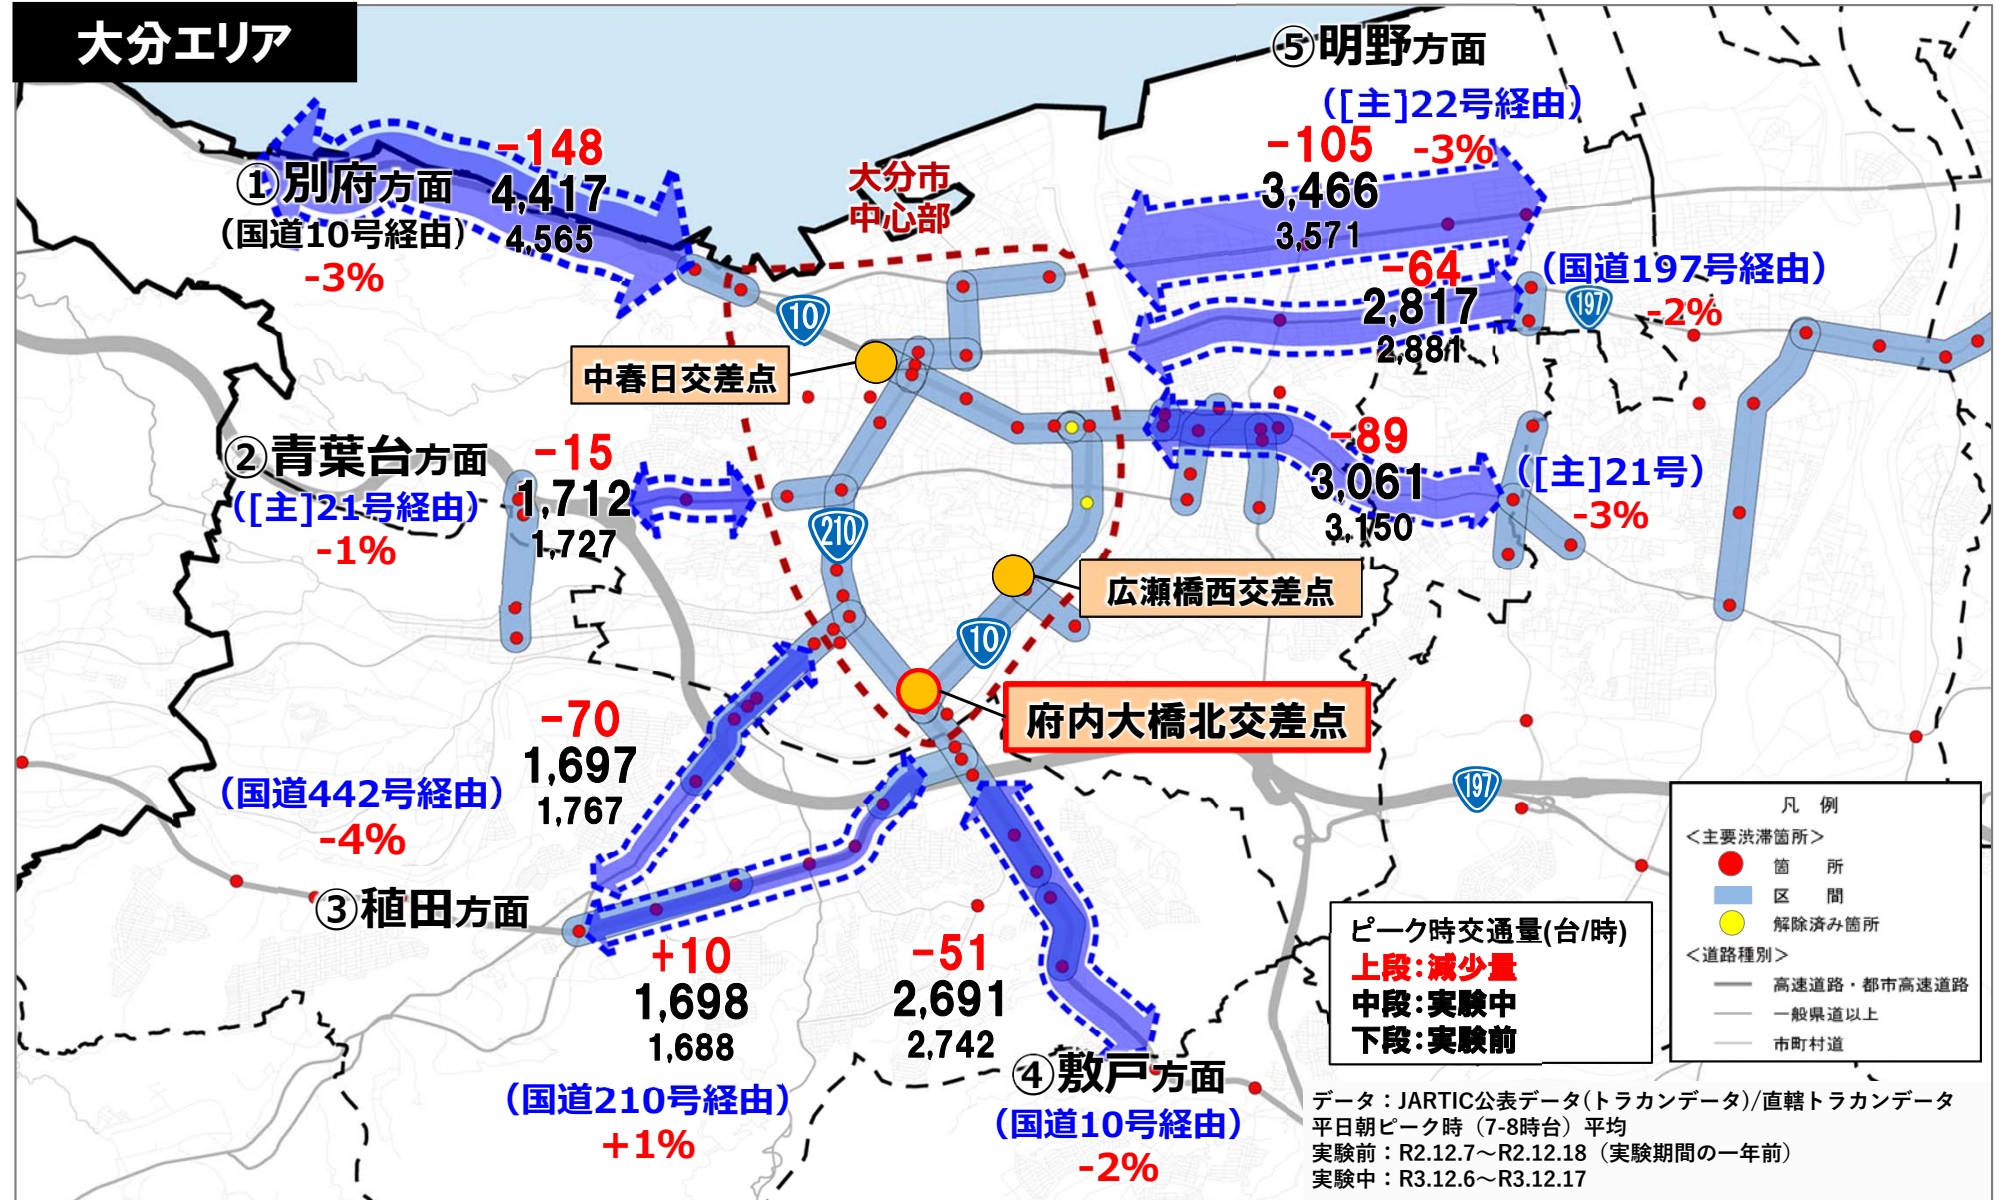 大分エリア
⑤明野方面
([主]22号経由)
-105
-3%
3,466
3,571
-148
①別府方面
4,417
(国道10号経由)
4,565
-3%
大分市
中心部
-64
(国道197号経由)
2,817
-2%
2,881
10
197
中春日交差点
②青葉台方面
-15
([主]21号経由)
1,712
-1%
1,727
-89
3,061
([主]21号)
3,150
-3%
210
広瀬橋西交差点
10
府内大橋北交差点
-70
1,697
(国道442号経由)
1,767
-4%
③稙田方面
197
+10
1,698
1,688
(国道210号経由)
+1%
-51
2,691
2,742
④敷戸方面
(国道10号経由)
-2%
凡 例
<主要渋滞箇所>
箇 所
区 間
解除済み箇所
<道路種別>
高速道路・都市高速道路
一般県道以上
市町村道
ピーク時交通量(台/時)
上段:減少量
中段:実験中
下段:実験前
データ:JARTIC公表データ(トラカンデータ)/直轄トラカンデータ
平日朝ピーク時(7-8時台)平均
実験前:R2.12.7~R2.12.18(実験期間の一年前)
実験中:R3.12.6~R3.12.17